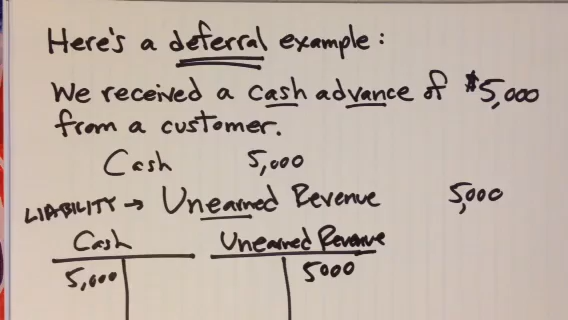 Here's a deferral example:
We received a cash advance of $5,000
from a customer.
Cash 5,000
LIABILITY → Unearned Revenue 5,000
Cash Unearned Revenue
5,000 5000